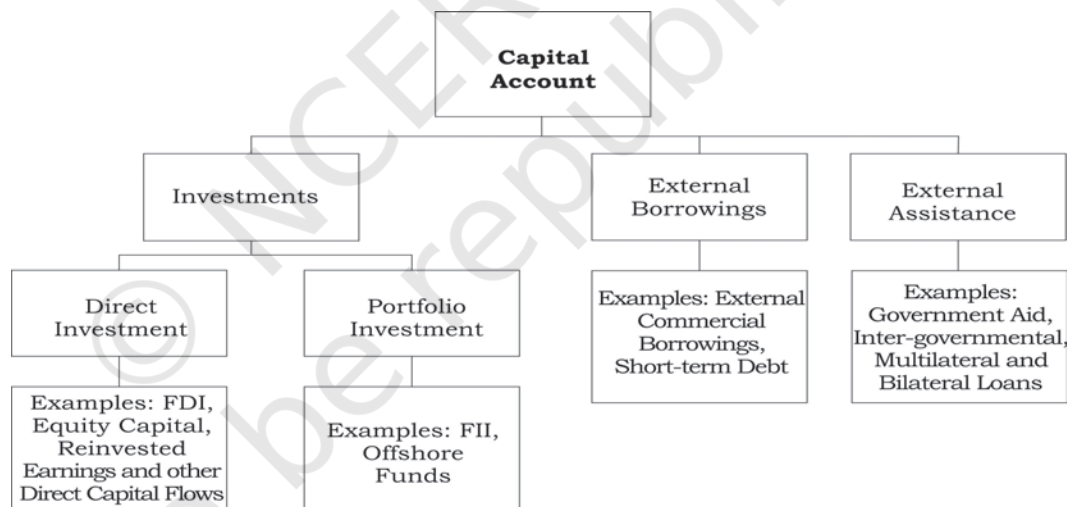 Capital
Account
Investments
External
Borrowings
External
Assistance
Direct
Investment
Portfolio
Investment
Examples: External
Commercial
Borrowings,
Short-term Debt
Examples:
Government Aid,
Inter-governmental,
Multilateral and
Bilateral Loans
Examples: FDI,
Equity Capital,
Reinvested
Earnings and other
Direct Capital Flows
Examples: FII,
Offshore
Funds